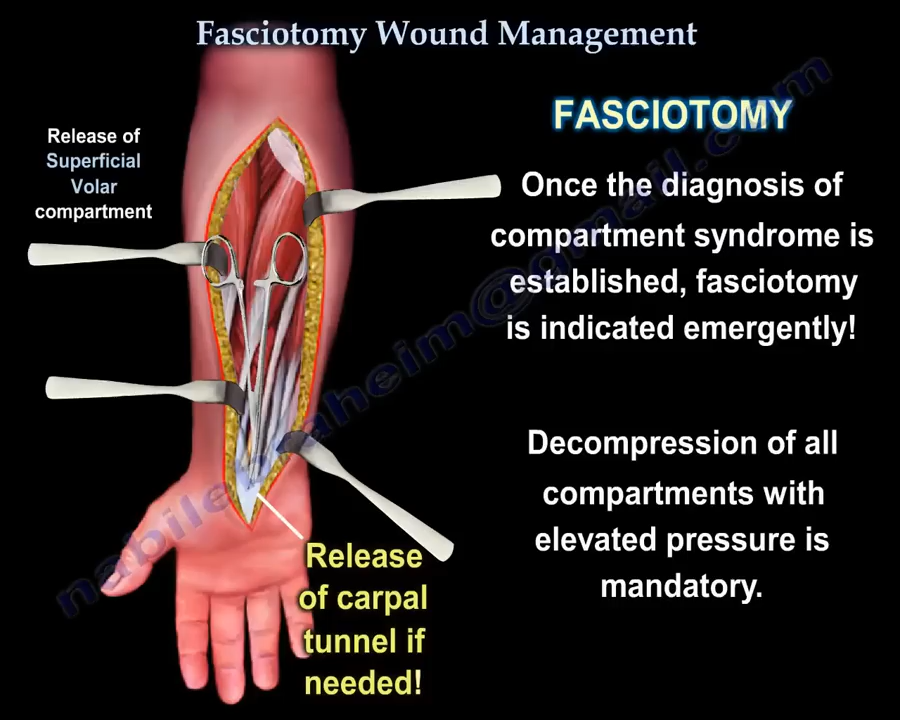 Fasciotomy Wound Management
Release of
Superficial
Volar
compartment
FASCIOTOMY
Once the diagnosis of
compartment syndrome is
established, fasciotomy
is indicated emergently!
Decompression of all
compartments with
elevated pressure is
mandatory.
Release
of carpal
tunnel if
needed!